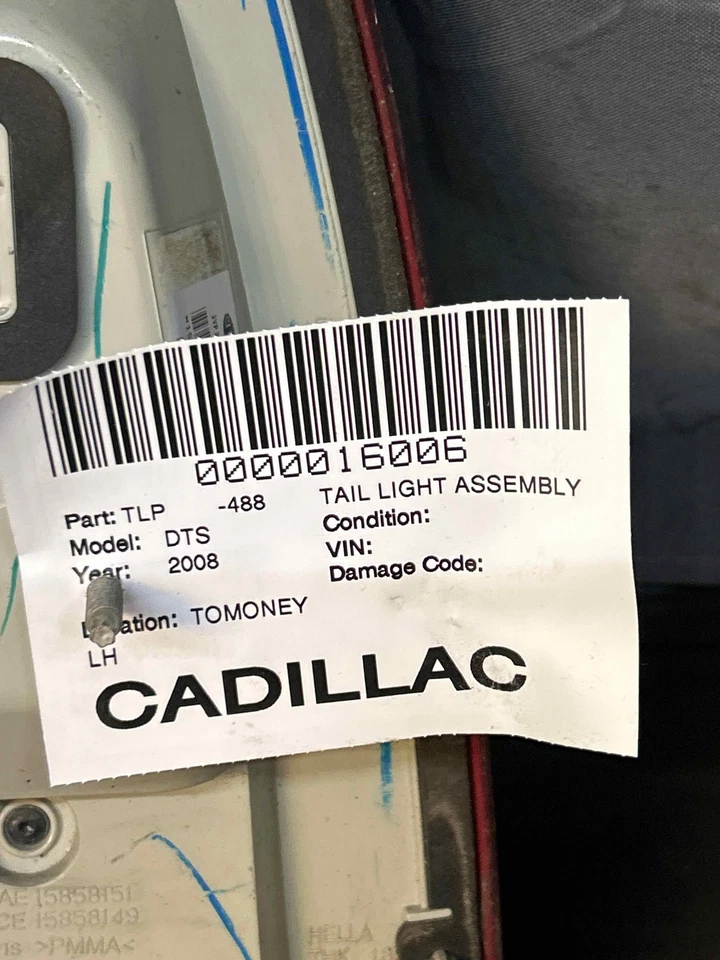 0000016006
Part: TLP -488 TAIL LIGHT ASSEMBLY
Model: DTS Condition:
Year: 2008 VIN:
Damage Code:
ation: TOMONEY
LH
CADILLAC
AE 15858151
CE 15858149
>PMMA<
HELLA